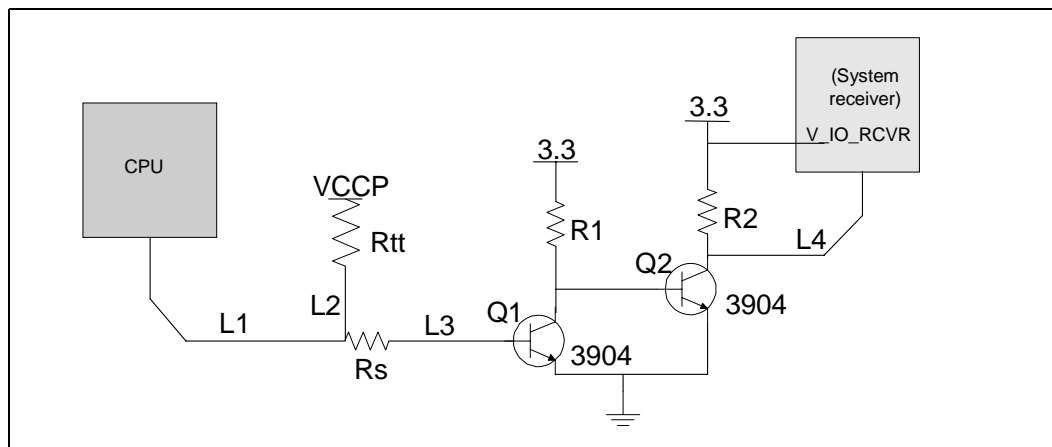 (System
receiver)
V_IO_RCVR
3.3
3.3
CPU
VCCP
Rtt
R1
R2
L4
Q2
3904
L2
L1
Rs
L3
Q1
3904